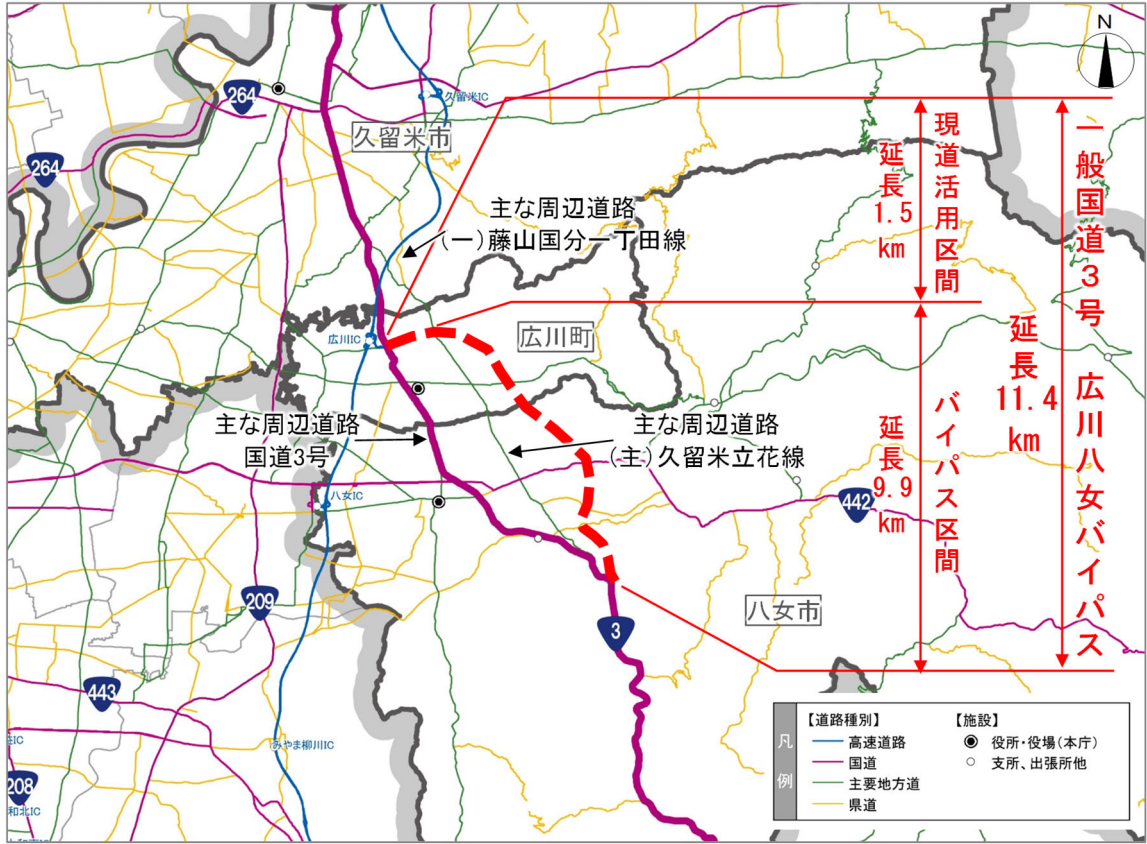 N
264
久留米IC
久留米市
264
主な周辺道路
(一)藤山国分一丁田線
現道活用区間
延長1.5km
一般国道3号 広川八女バイパス
延長11.4km
広川IC
広川町
主な周辺道路
国道3号
主な周辺道路
(主)久留米立花線
バイパス区間
延長9.9km
八女IC
442
209
八女市
3
443
みやま柳川IC
208
和北IC
凡例
【道路種別】
高速道路
国道
主要地方道
県道
【施設】
役所・役場(本庁)
支所、出張所他